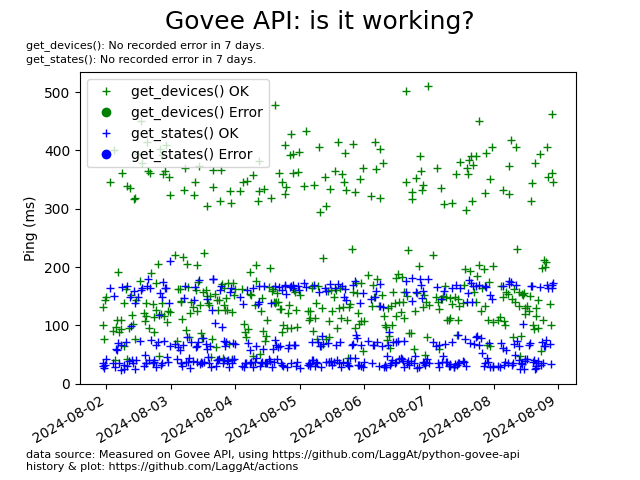 Govee API: is it working?
get_devices(): No recorded error in 7 days.
get_states(): No recorded error in 7 days.
get_devices() OK
get_devices() Error
get_states() OK
get_states() Error
Ping (ms)
500
400
300
200
100
0
2024-08-02
2024-08-03
2024-08-04
2024-08-05
2024-08-06
2024-08-07
2024-08-08
2024-08-09
data source: Measured on Govee API, using https://github.com/LaggAt/python-govee-api
history & plot: https://github.com/LaggAt/actions